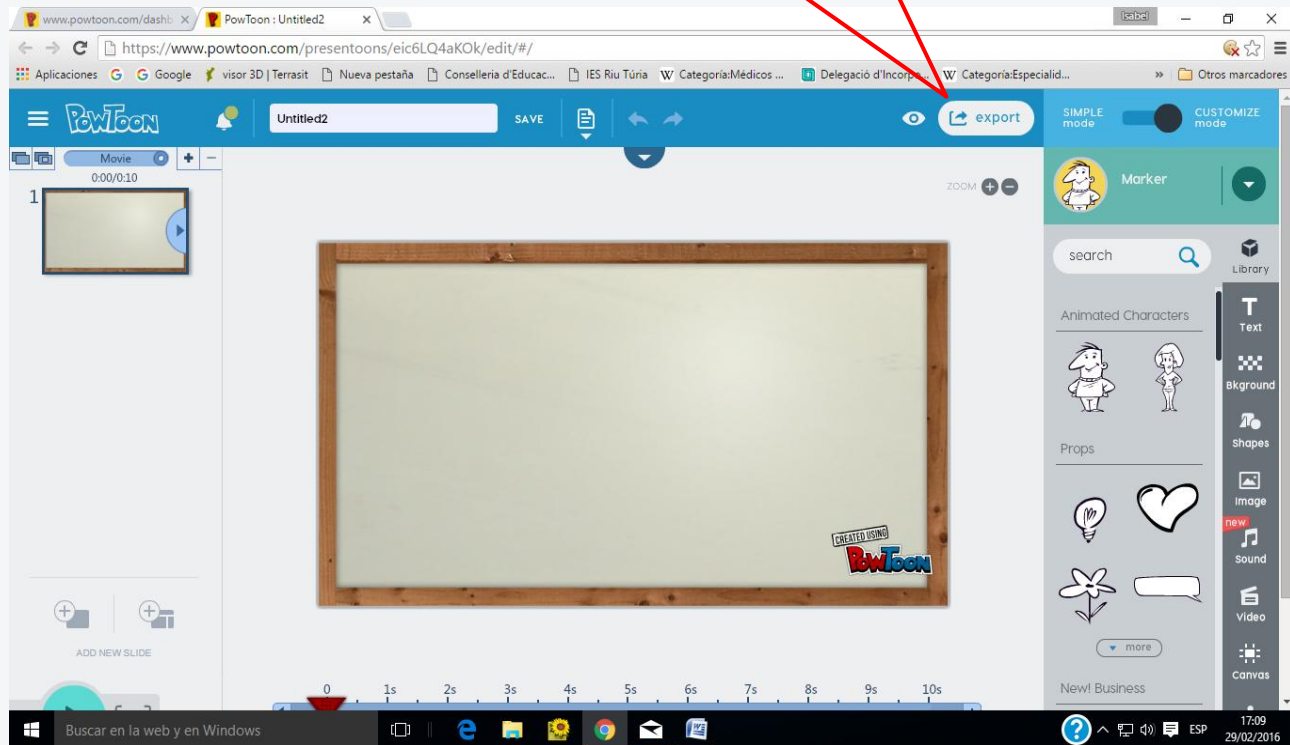 www.powtoon.com/dashb
PowToon : Untitled2
Isabel
https://www.powtoon.com/presentoons/eic6LQ4aKOk/edit/#/
Aplicaciones
G
Google
visor 3D | Terrasit
Nueva pestaña
Conselleria d'Educac...
IES Riu Túria
W Categoría:Médicos ...
Delegació d'Incorpo...
W Categoría:Especialid...
»
Otros marcadores
POWTOON
Untitled2
SAVE
export
SIMPLE mode
CUSTOMIZE mode
Movie
0:00/0:10
1
ZOOM
Marker
search
Library
Animated Characters
Text
Bkground
Shapes
Props
Image
new
Sound
Video
more
Canvas
New! Business
CREATED USING
POWTOON
ADD NEW SLIDE
0 1s 2s 3s 4s 5s 6s 7s 8s 9s 10s
Buscar en la web y en Windows
ESP
17:09
29/02/2016